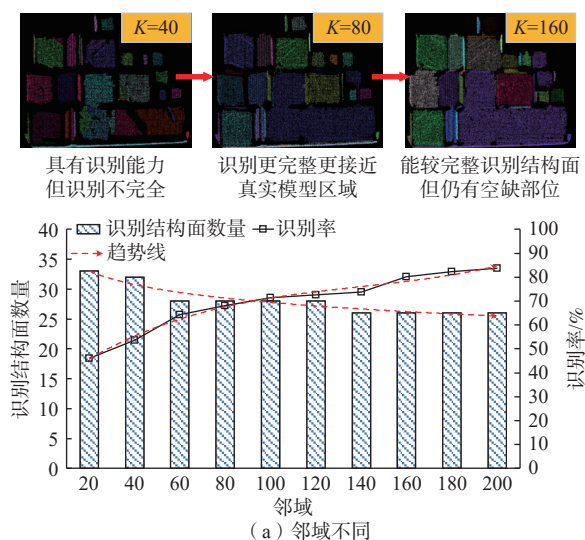 K=40
K=80
K=160
具有识别能力
但识别不完全
识别更完整更接近
真实模型区域
能较完整识别结构面
但仍有空缺部位
识别结构面数量
识别率
趋势线
识别结构面数量
40
35
30
25
20
15
10
5
0
100
90
80
70
60
50
40
30
20
10
0
识别率/%
20 40 60 80 100 120 140 160 180 200
邻域
（a）邻域不同